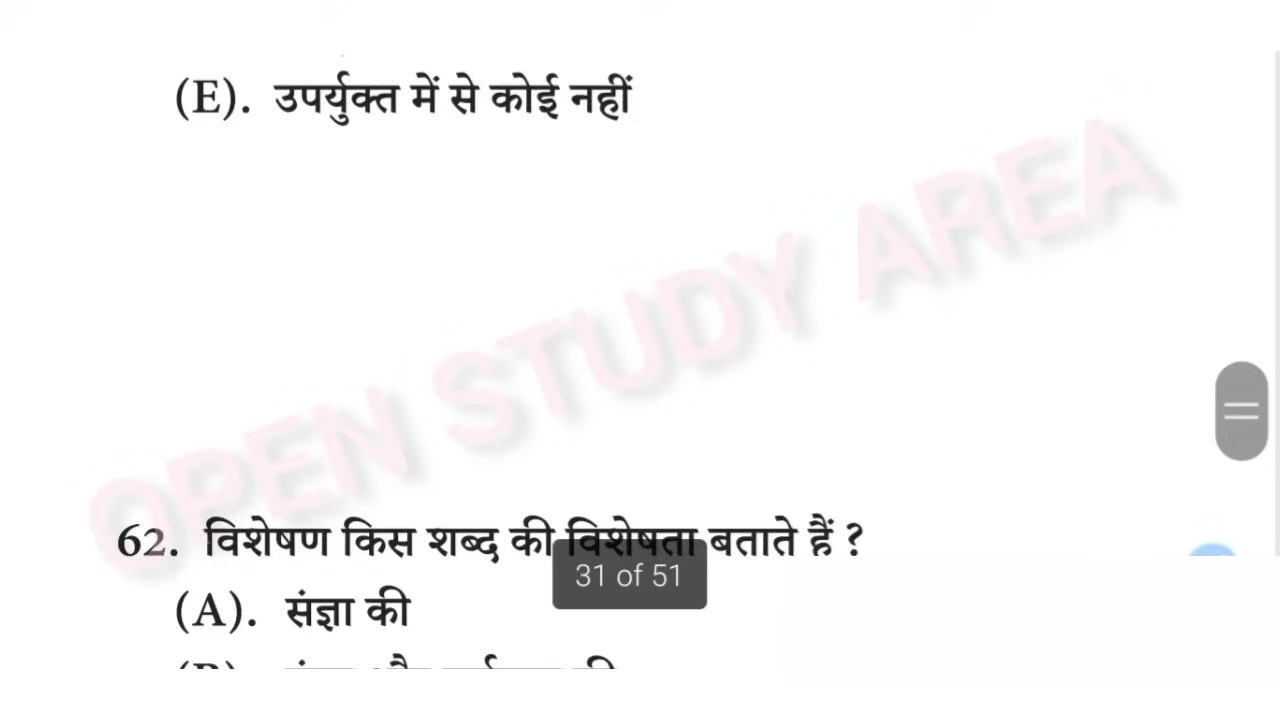 (E). उपर्युक्त में से कोई नहीं
OPEN STUDY AREA
62. विशेषण किस शब्द की विशेषता बताते हैं ?
31 of 51
(A). संज्ञा की